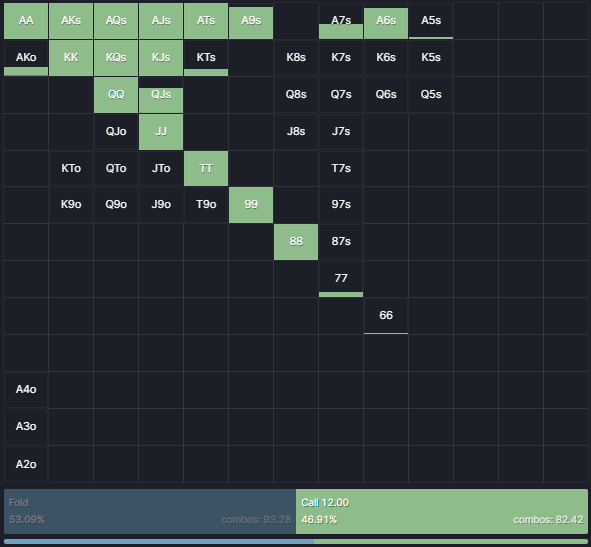 AA AKs AQs AJs ATs A9s A7s A6s A5s
AKo KK KQs KJs KTs K8s K7s K6s K5s
QQ QJs Q8s Q7s Q6s Q5s
QJo JJ J8s J7s
KTo QTo JTo TT T7s
K9o Q9o J9o T9o 99 97s
88 87s
77
66
A4o
A3o
A2o
Fold Call 12.00
53.09% combos: 93.28 46.91% combos: 82.42